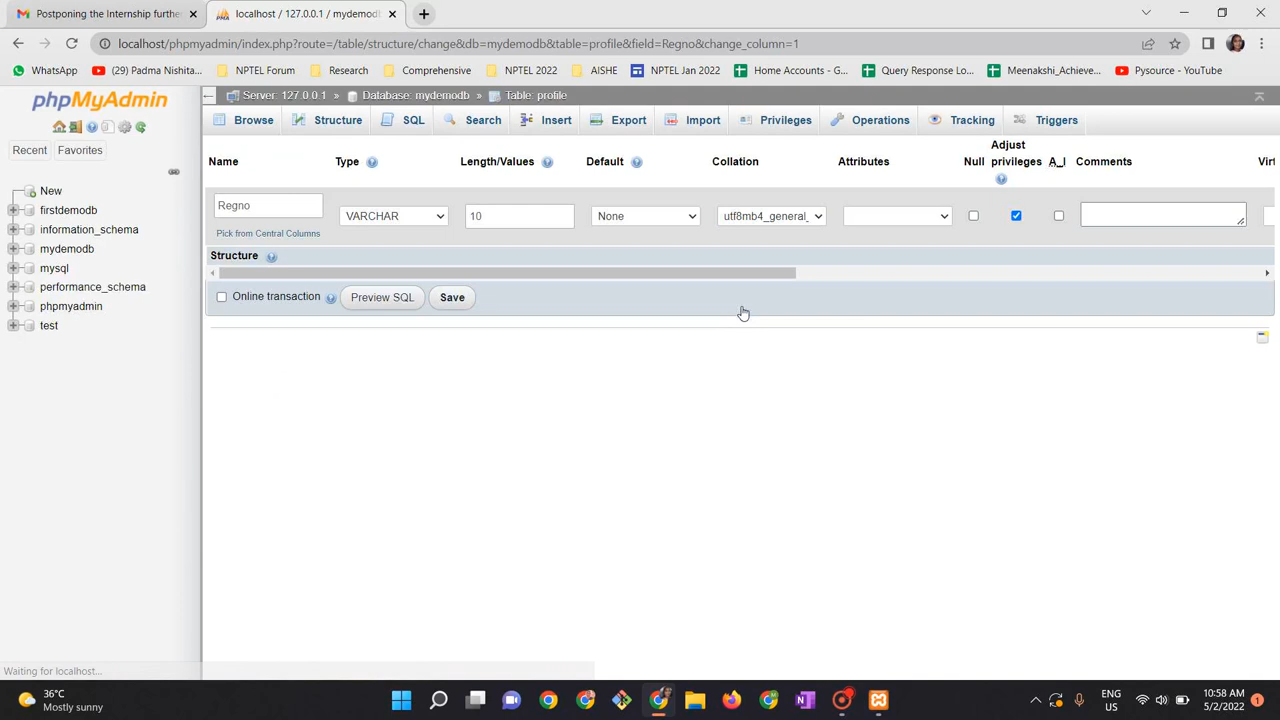 Postponing the Internship further
localhost / 127.0.0.1 / mydemodb
localhost/phpmyadmin/index.php?route=/table/structure/change&db=mydemodb&table=profile&field=Regno&change_column=1
WhatsApp (29) Padma Nishita... NPTEL Forum Research Comprehensive NPTEL 2022 AISHE NPTEL Jan 2022 Home Accounts - G... Query Response Lo... Meenakshi_Achieve... Pysource - YouTube
phpMyAdmin
Server: 127.0.0.1 » Database: mydemodb » Table: profile
Browse Structure SQL Search Insert Export Import Privileges Operations Tracking Triggers
Recent Favorites
Name Type Length/Values Default Collation Attributes Null Adjust privileges A_I Comments Virt
New
firstdemodb
information_schema
mydemodb
mysql
performance_schema
phpmyadmin
test
Regno VARCHAR 10 None utf8mb4_general_
Pick from Central Columns
Structure
Online transaction Preview SQL Save
Waiting for localhost...
36°C
Mostly sunny
ENG
US
10:58 AM
5/2/2022
1